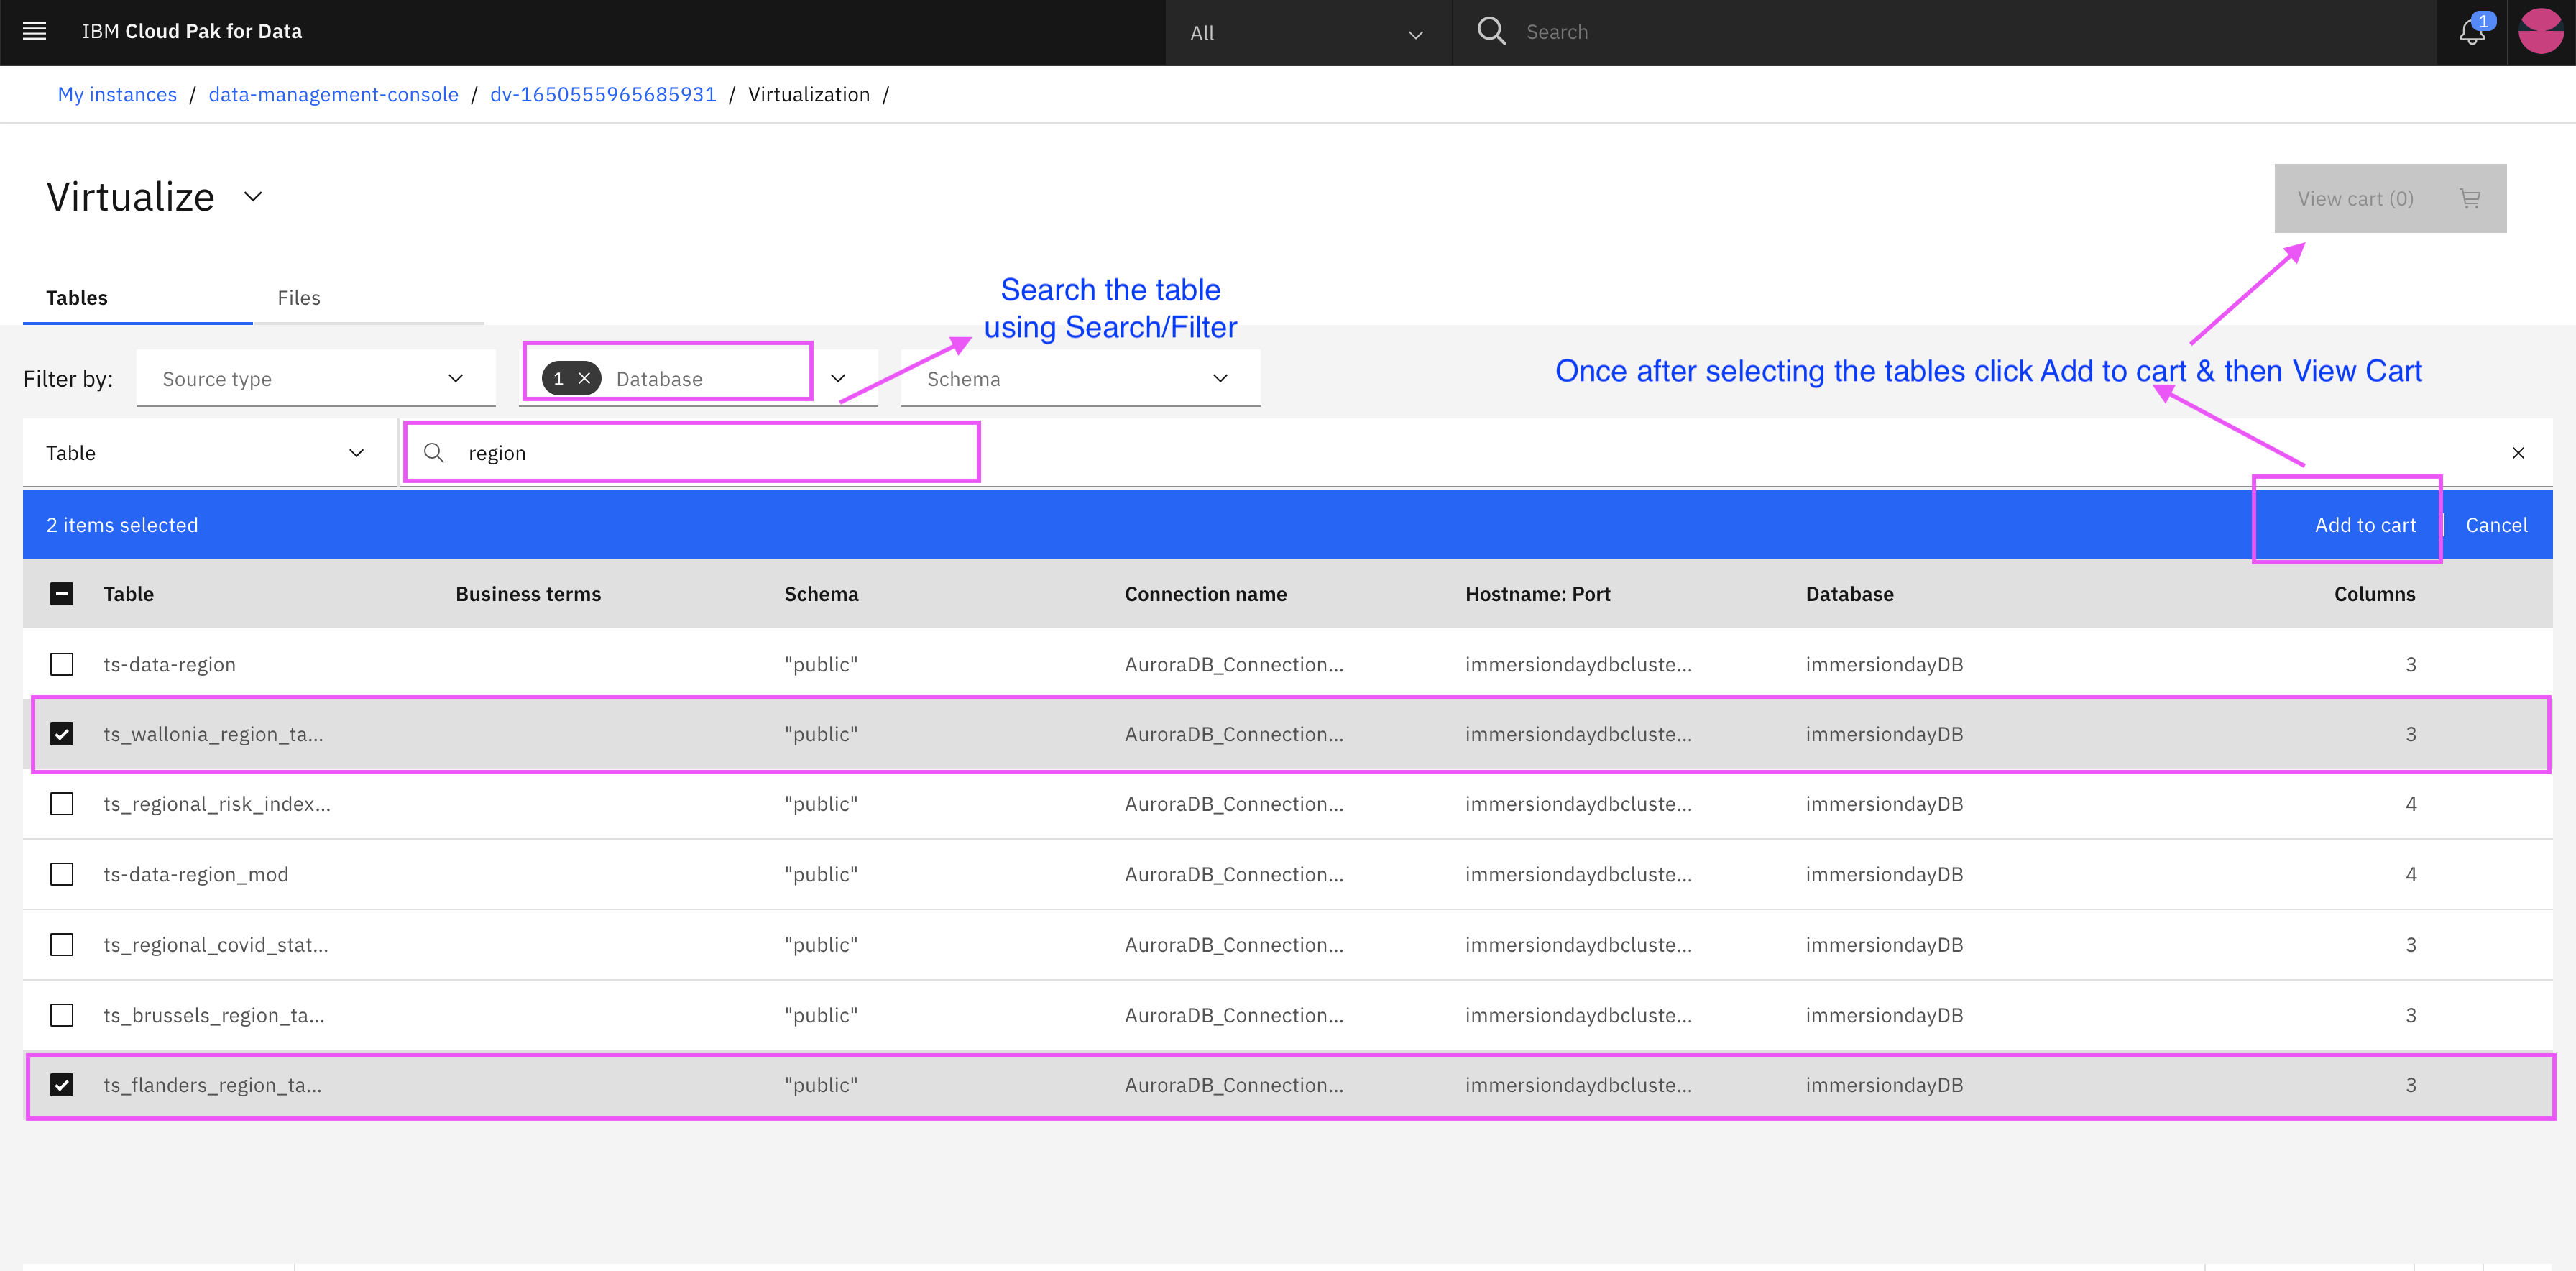 IBM Cloud Pak for Data
All
Search
1
My instances / data-management-console / dv-1650555965685931 / Virtualization /
Virtualize
View cart (0)
Tables
Files
Search the table
using Search/Filter
Once after selecting the tables click Add to cart & then View Cart
Filter by:
Source type
1 × Database
Schema
Table
region
2 items selected
Add to cart
Cancel
Table Business terms Schema Connection name Hostname: Port Database Columns
ts-data-region "public" AuroraDB_Connection... immersiondaydbcluste... immersiondayDB 3
ts_wallonia_region_ta... "public" AuroraDB_Connection... immersiondaydbcluste... immersiondayDB 3
ts_regional_risk_index... "public" AuroraDB_Connection... immersiondaydbcluste... immersiondayDB 4
ts-data-region_mod "public" AuroraDB_Connection... immersiondaydbcluste... immersiondayDB 4
ts_regional_covid_stat... "public" AuroraDB_Connection... immersiondaydbcluste... immersiondayDB 3
ts_brussels_region_ta... "public" AuroraDB_Connection... immersiondaydbcluste... immersiondayDB 3
ts_flanders_region_ta... "public" AuroraDB_Connection... immersiondaydbcluste... immersiondayDB 3